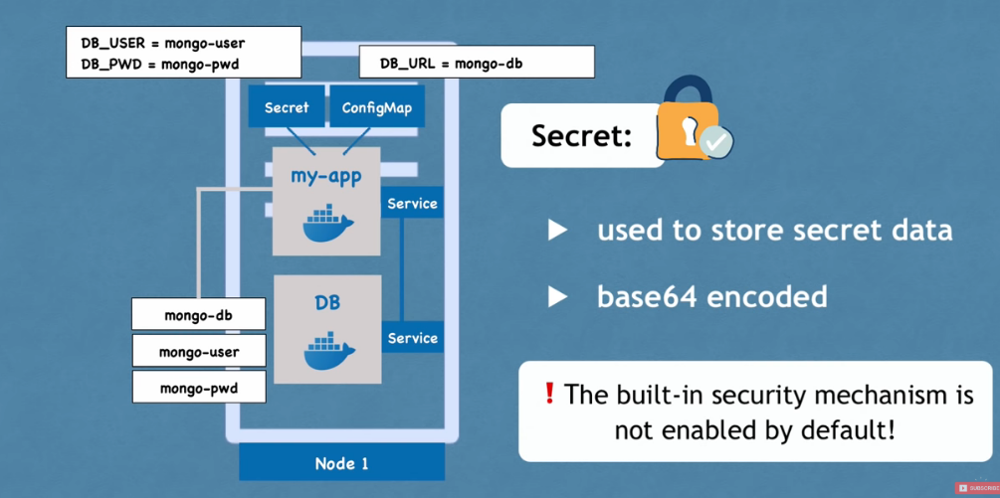 DB_USER = mongo-user
DB_PWD = mongo-pwd
DB_URL = mongo-db
Secret
ConfigMap
my-app
Service
DB
Service
mongo-db
mongo-user
mongo-pwd
Node 1
Secret:
used to store secret data
base64 encoded
! The built-in security mechanism is
not enabled by default!
SUBSCRIBE